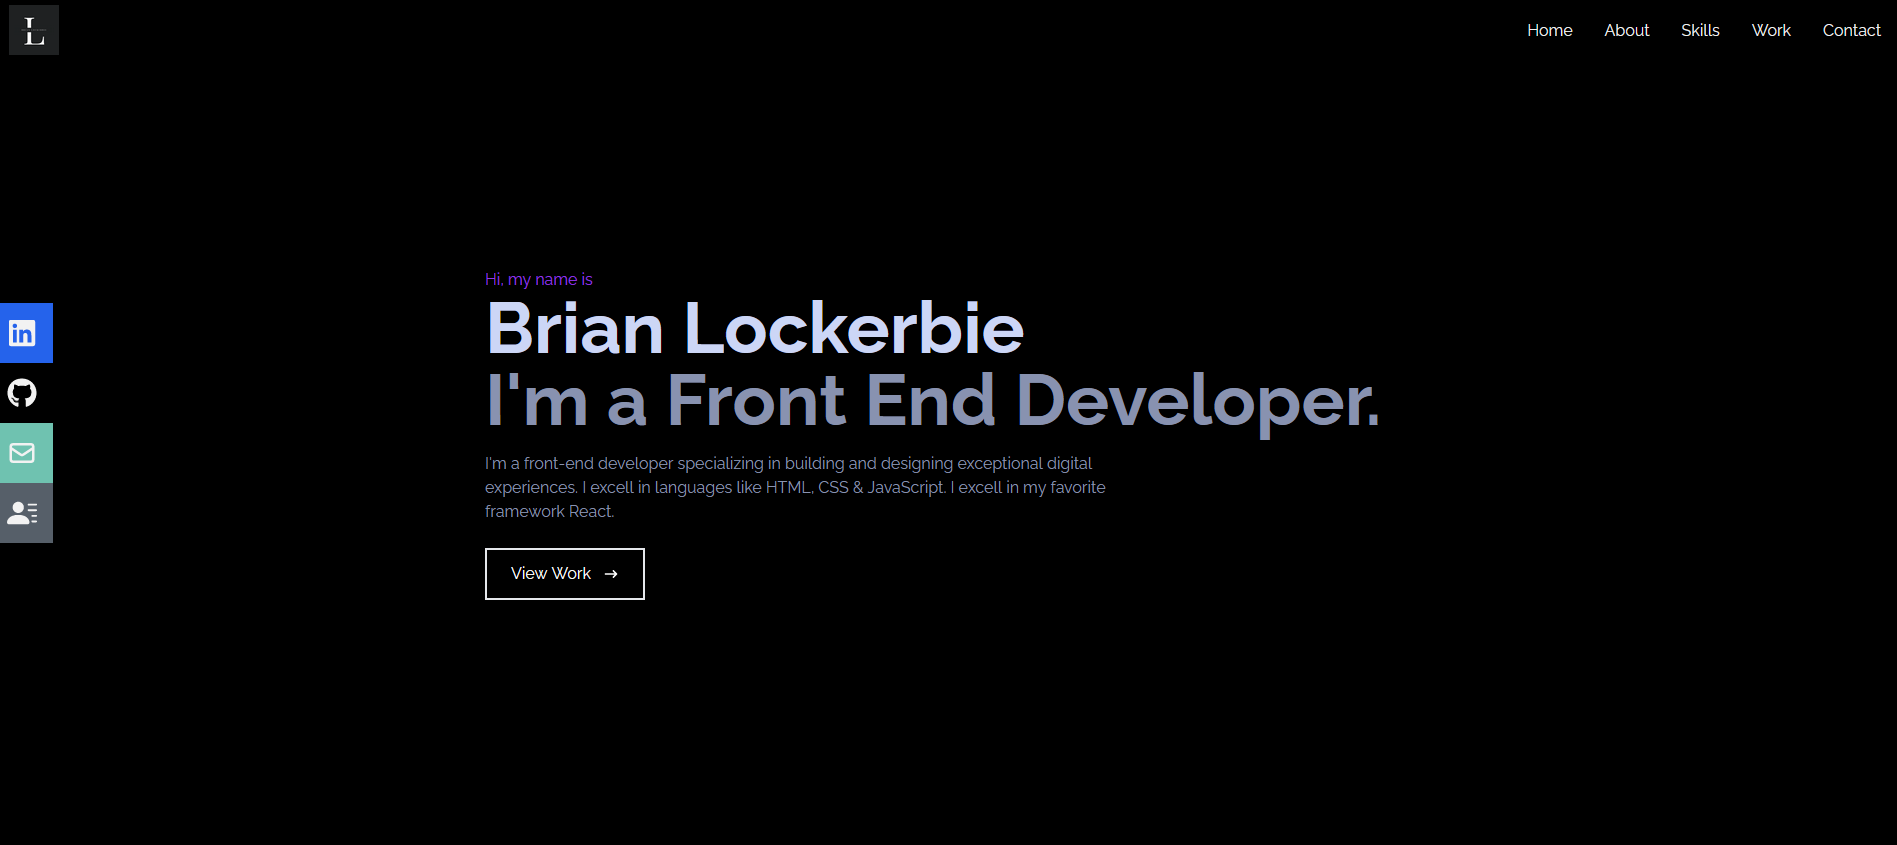 L
Home About Skills Work Contact
Hi, my name is
Brian Lockerbie
I'm a Front End Developer.
I'm a front-end developer specializing in building and designing exceptional digital
experiences. I excell in languages like HTML, CSS & JavaScript. I excell in my favorite
framework React.
in
View Work →